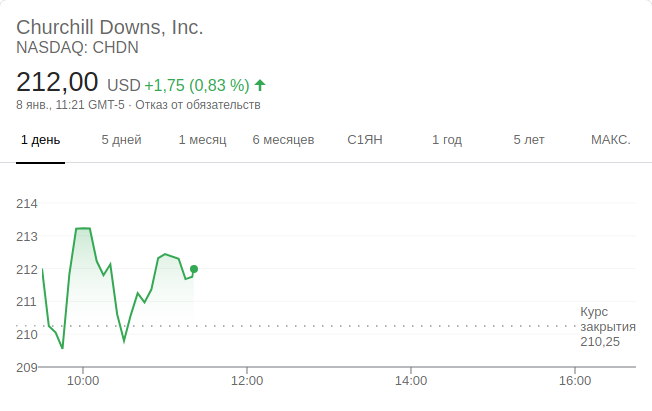 Churchill Downs, Inc.
NASDAQ: CHDN
212,00 USD +1,75 (0,83 %)
8 янв., 11:21 GMT-5 · Отказ от обязательств
1 день 5 дней 1 месяц 6 месяцев С1ЯН 1 год 5 лет МАКС.
214
213
212
211
210
209
Курс
закрытия
210,25
10:00 12:00 14:00 16:00